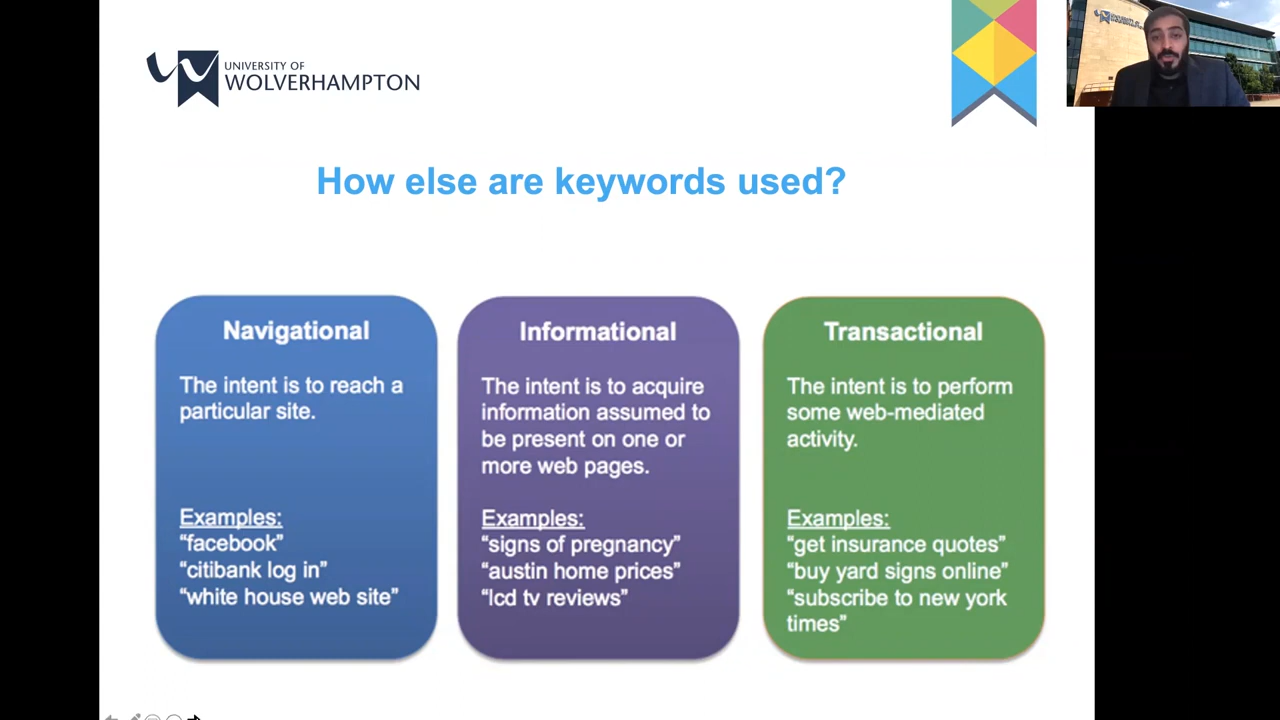 UNIVERSITY OF
WOLVERHAMPTON
How else are keywords used?
Navigational
The intent is to reach a
particular site.
Examples:
“facebook”
“citibank log in”
“white house web site”
Informational
The intent is to acquire
information assumed to
be present on one or
more web pages.
Examples:
“signs of pregnancy”
“austin home prices”
“lcd tv reviews”
Transactional
The intent is to perform
some web-mediated
activity.
Examples:
“get insurance quotes”
“buy yard signs online”
“subscribe to new york
times”